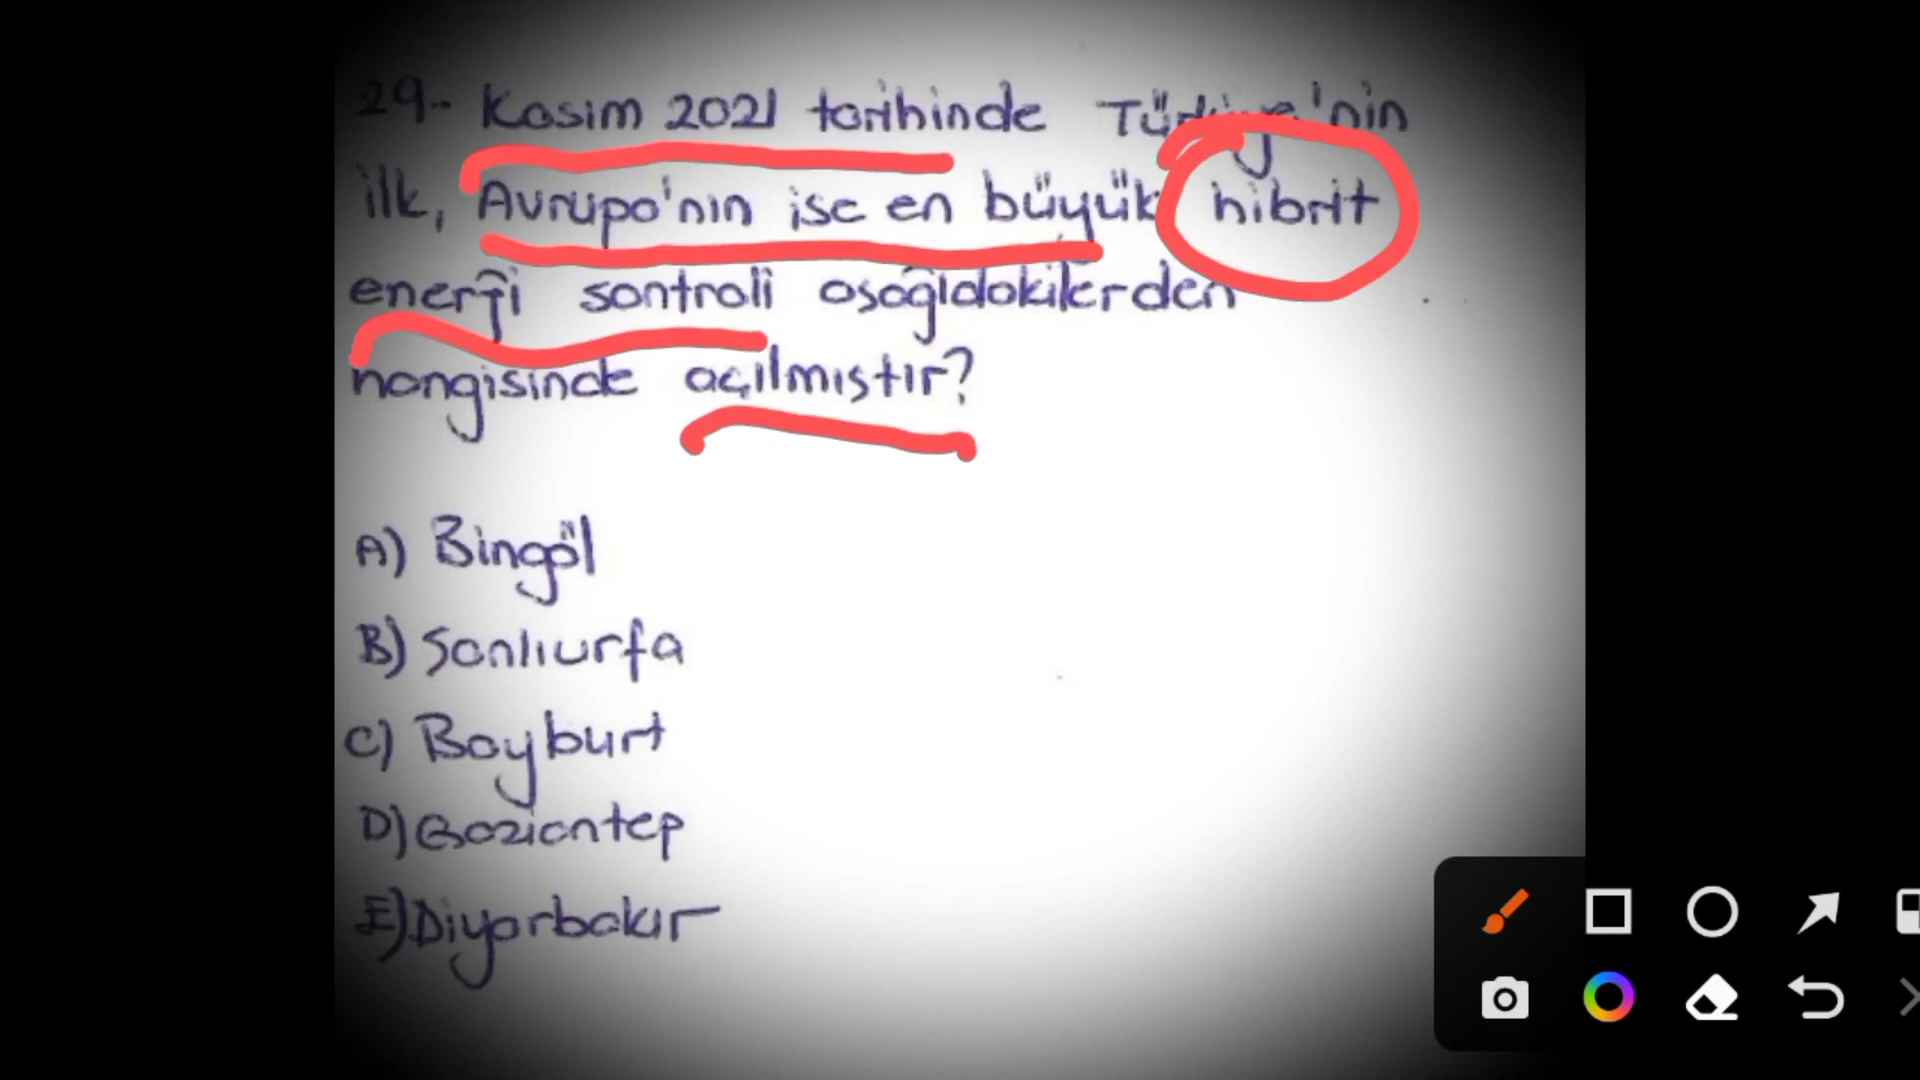 29- Kasım 2021 tarihinde Türkiye'nin
ilk, Avrupa'nın ise en büyük hibrit
enerji santrali aşağıdakilerden
hangisinde açılmıştır?
A) Bingöl
B) Şanlıurfa
C) Bayburt
D) Gaziantep
E) Diyarbakır